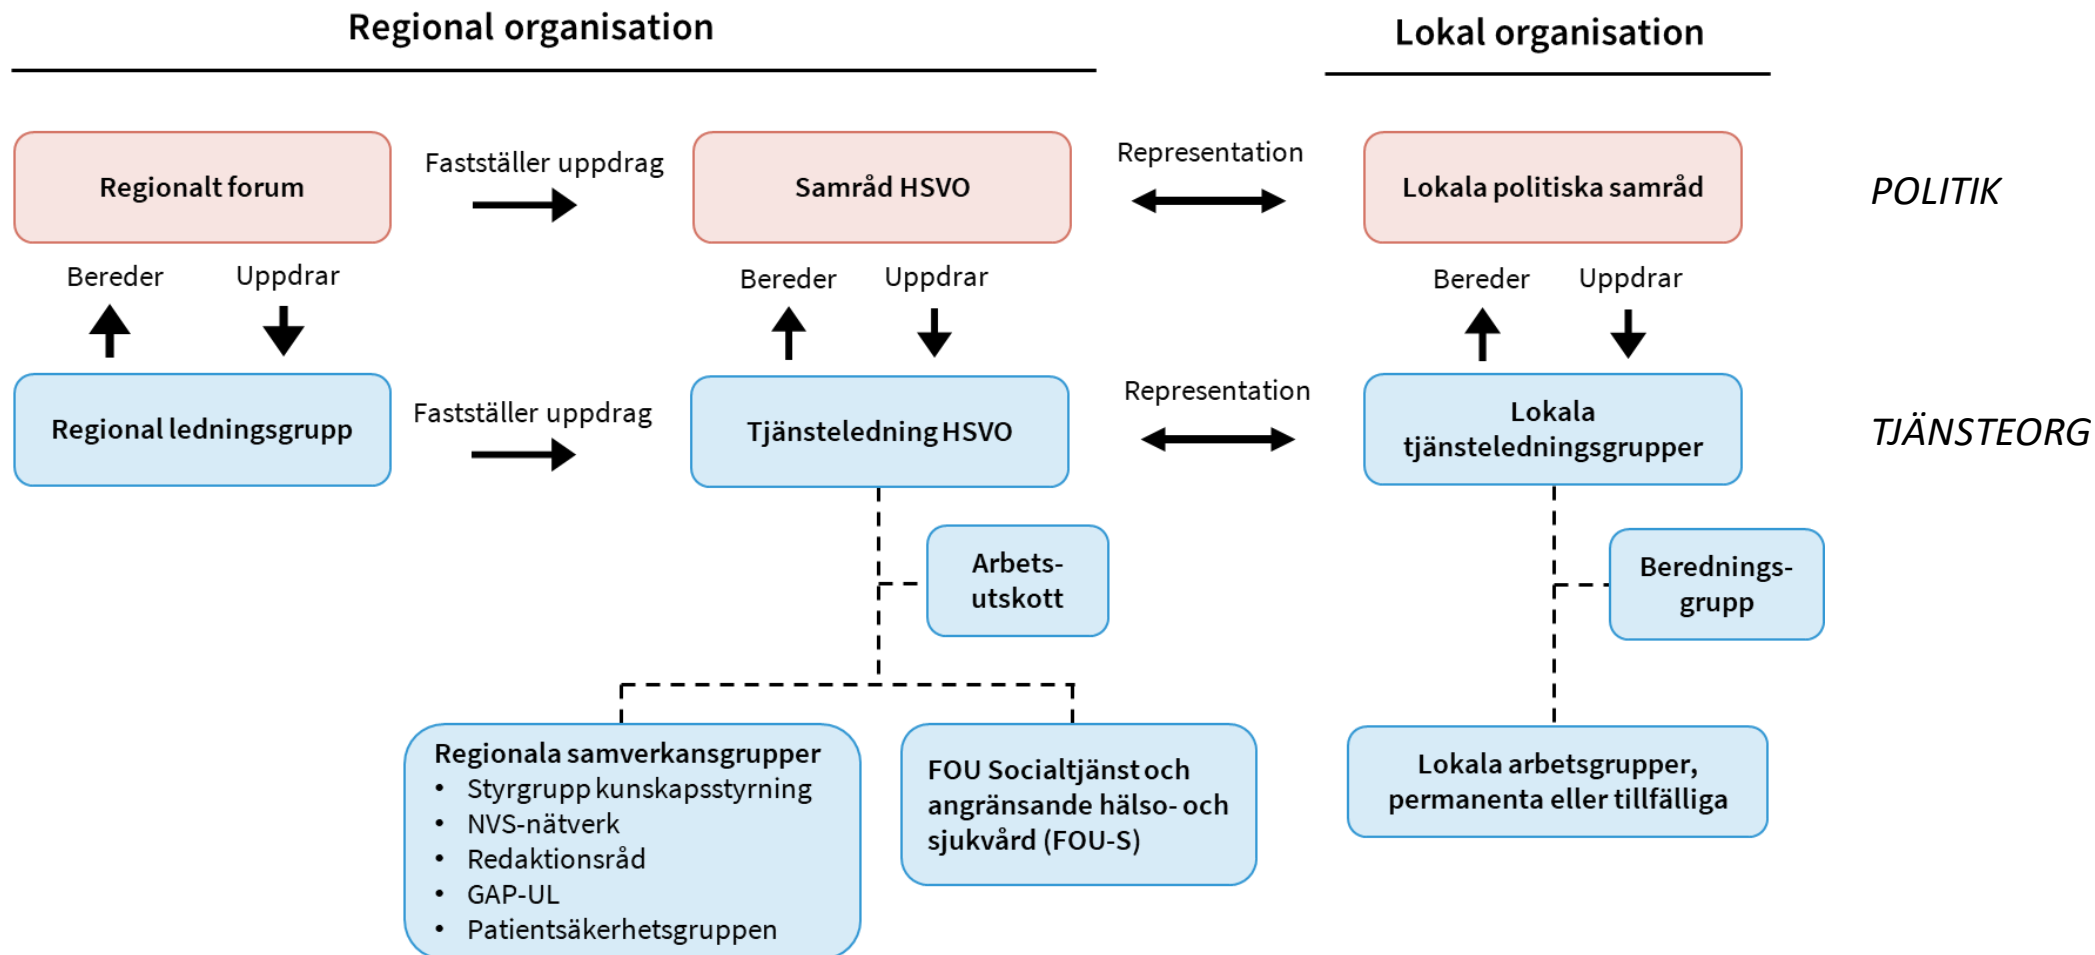 Regional organisation
Lokal organisation
Regionalt forum
Fastställer uppdrag
Samråd HSVO
Representation
Lokala politiska samråd
POLITIK
Bereder
Uppdrar
Bereder
Uppdrar
Bereder
Uppdrar
Regional ledningsgrupp
Fastställer uppdrag
Tjänsteledning HSVO
Representation
Lokala
tjänsteledningsgrupper
TJÄNSTEORG
Arbets-
utskott
Berednings-
grupp
Regionala samverkansgrupper
• Styrgrupp kunskapsstyrning
• NVS-nätverk
• Redaktionsråd
• GAP-UL
• Patientsäkerhetsgruppen
FOU Socialtjänst och
angränsande hälso- och
sjukvård (FOU-S)
Lokala arbetsgrupper,
permanenta eller tillfälliga